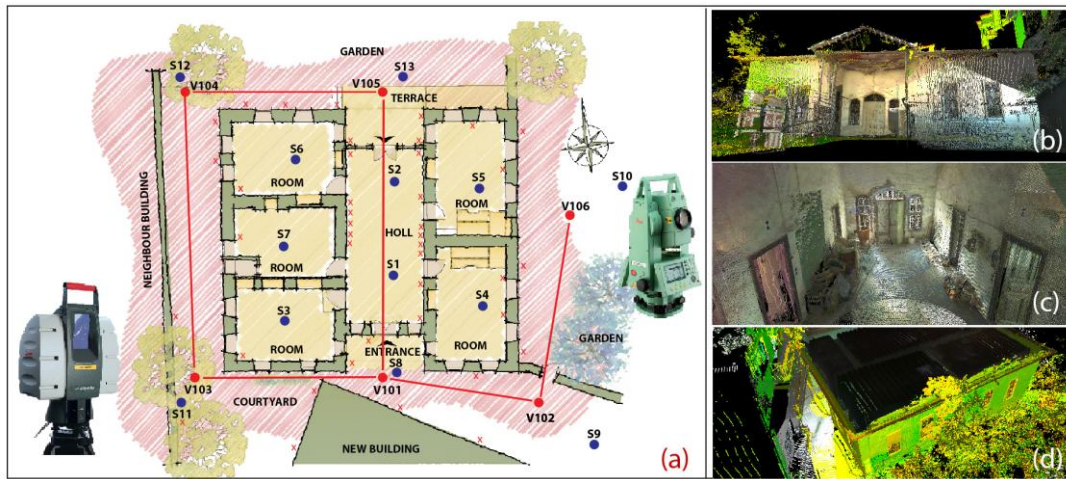 GARDEN
S12
S13
V104
V105
TERRACE
S6
S2
S5
ROOM
ROOM
S10
V106
NEIGHBOUR BUILDING
HOLL
S7
ROOM
S1
S3
S4
ROOM
ENTRANCE
ROOM
GARDEN
S8
V103
V101
V102
S11
COURTYARD
NEW BUILDING
S9
(a)
(b)
(c)
(d)